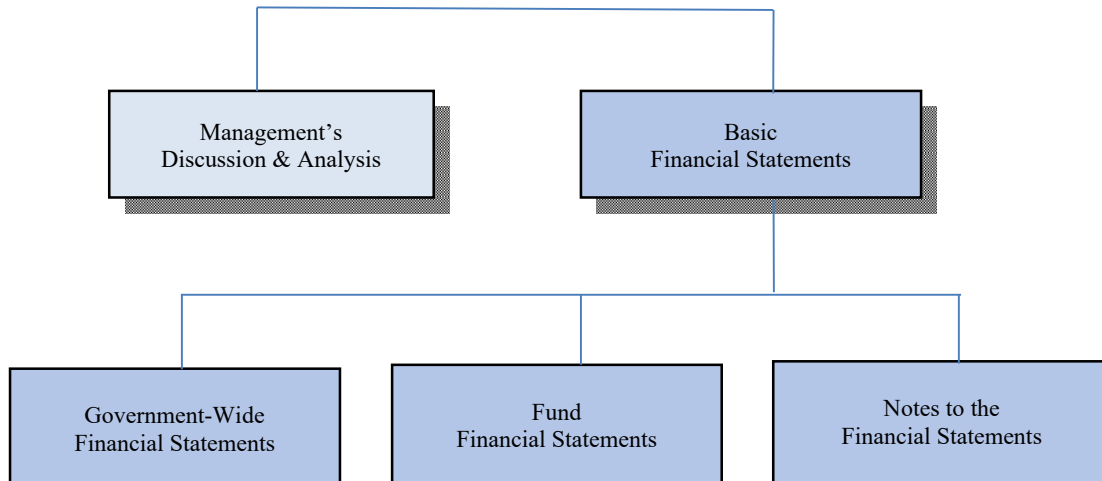 Management’s
Discussion & Analysis
Basic
Financial Statements
Government-Wide
Financial Statements
Fund
Financial Statements
Notes to the
Financial Statements